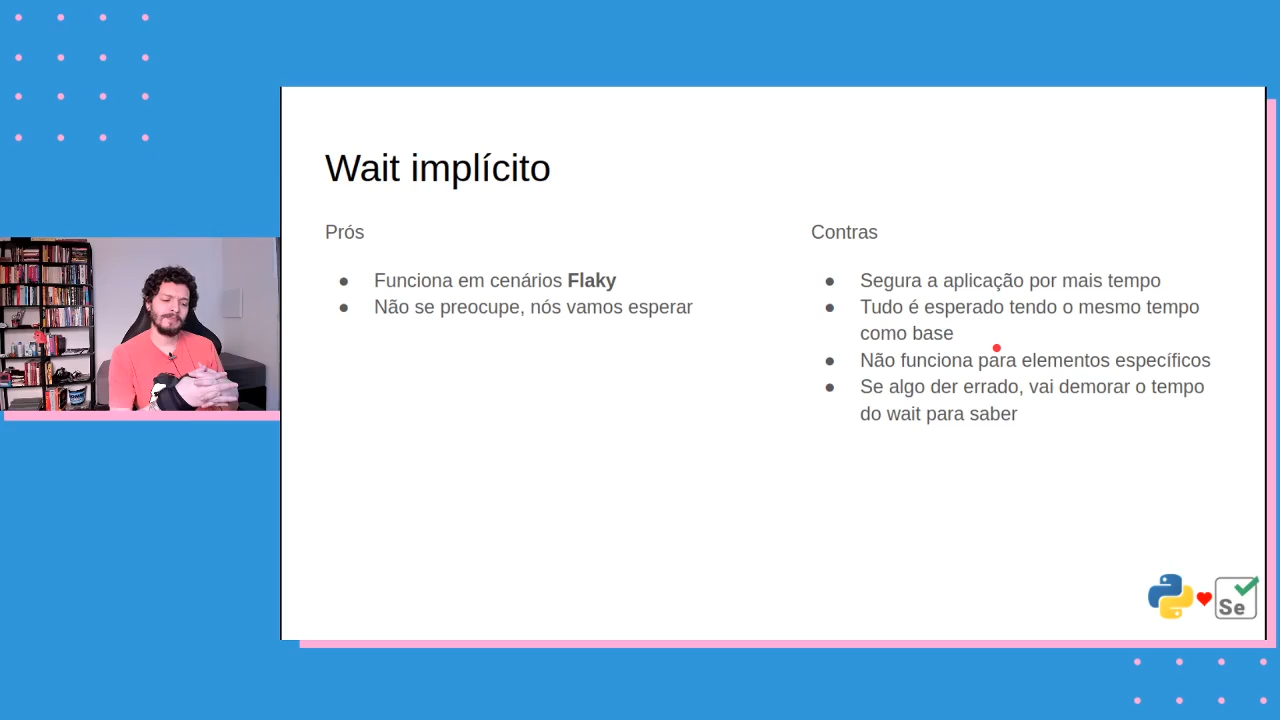 Wait implícito
Prós
Funciona em cenários Flaky
Não se preocupe, nós vamos esperar
Contras
Segura a aplicação por mais tempo
Tudo é esperado tendo o mesmo tempo
como base
Não funciona para elementos específicos
Se algo der errado, vai demorar o tempo
do wait para saber
Se